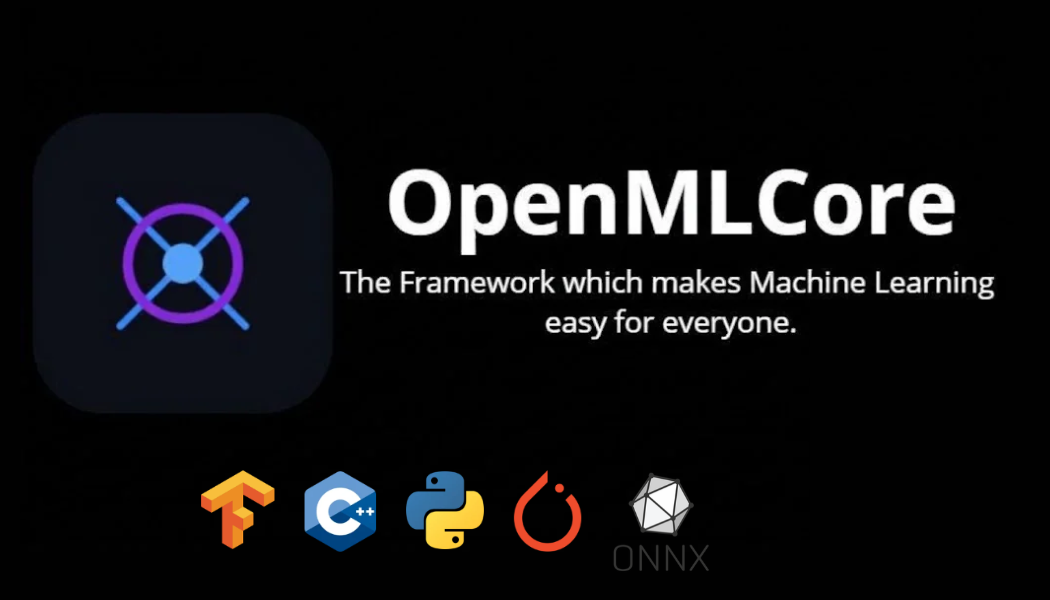 OpenMLCore
The Framework which makes Machine Learning
easy for everyone.
C++
ONNX